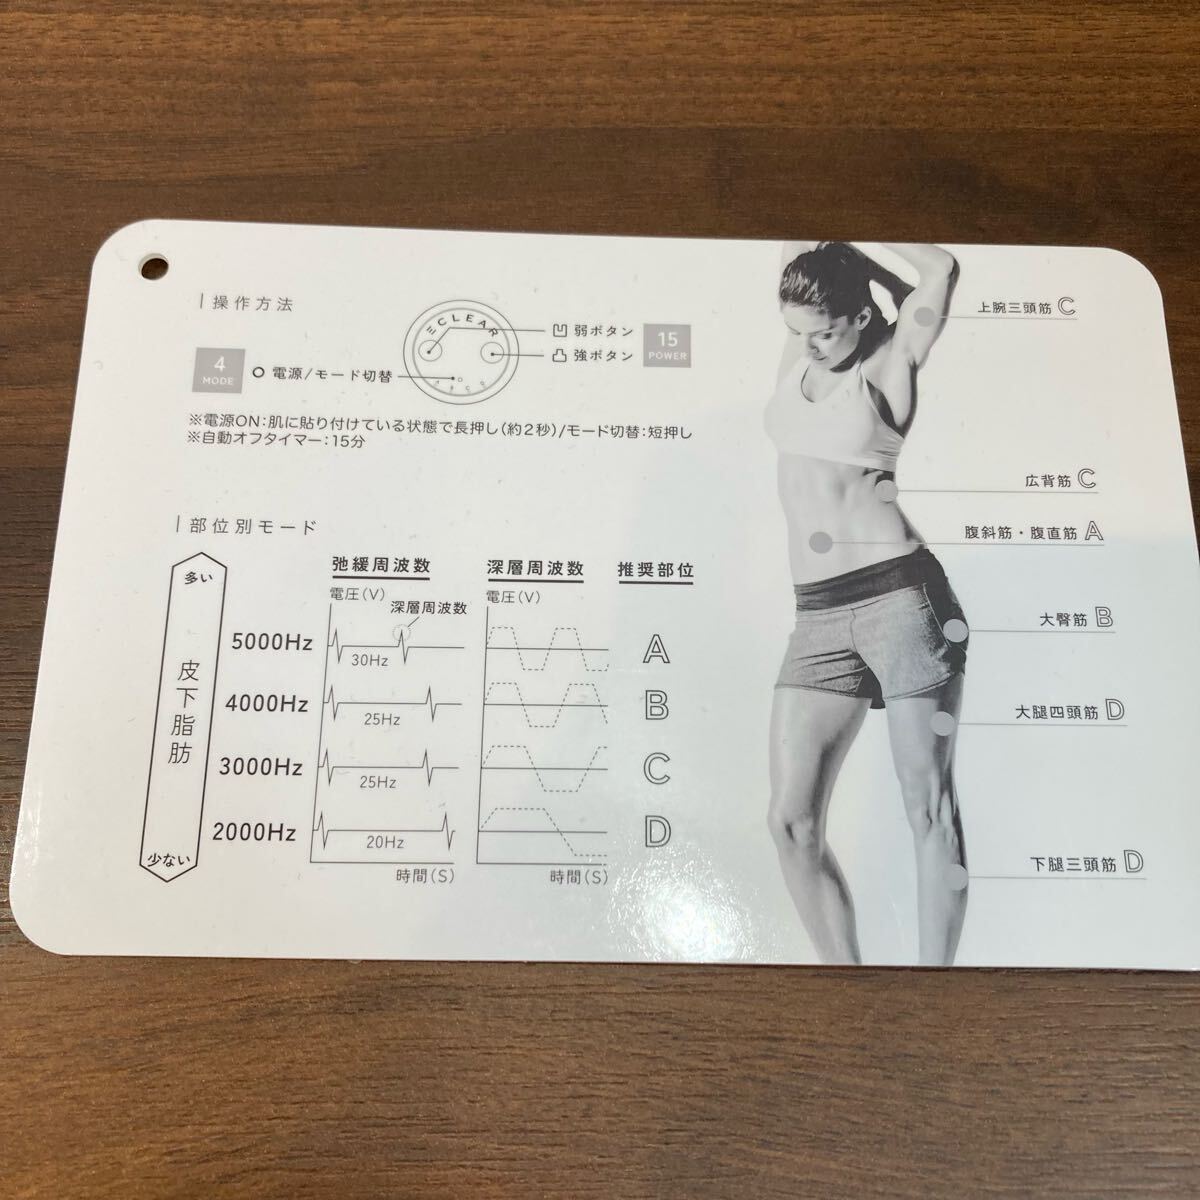 操作方法
ECLEAR
弱ボタン
強ボタン
15
POWER
4
MODE
電源/モード切替
A B C D
※電源ON:肌に貼り付けている状態で長押し(約2秒)/モード切替:短押し
※自動オフタイマー:15分
部位別モード
多い
皮下脂肪
少ない
弛緩周波数
深層周波数
推奨部位
電圧(V)
深層周波数
電圧(V)
5000Hz
30Hz
A
4000Hz
25Hz
B
3000Hz
25Hz
C
2000Hz
20Hz
D
時間(S)
時間(S)
上腕三頭筋 C
広背筋 C
腹斜筋・腹直筋 A
大臀筋 B
大腿四頭筋 D
下腿三頭筋 D